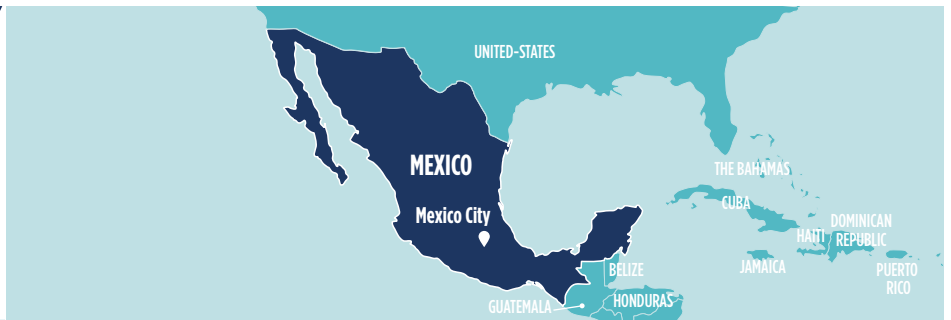 UNITED-STATES
MEXICO
THE BAHAMAS
CUBA
Mexico City
DOMINICAN
HAITI
REPUBLIC
BELIZE
JAMAICA
PUERTO
RICO
GUATEMALA
HONDURAS